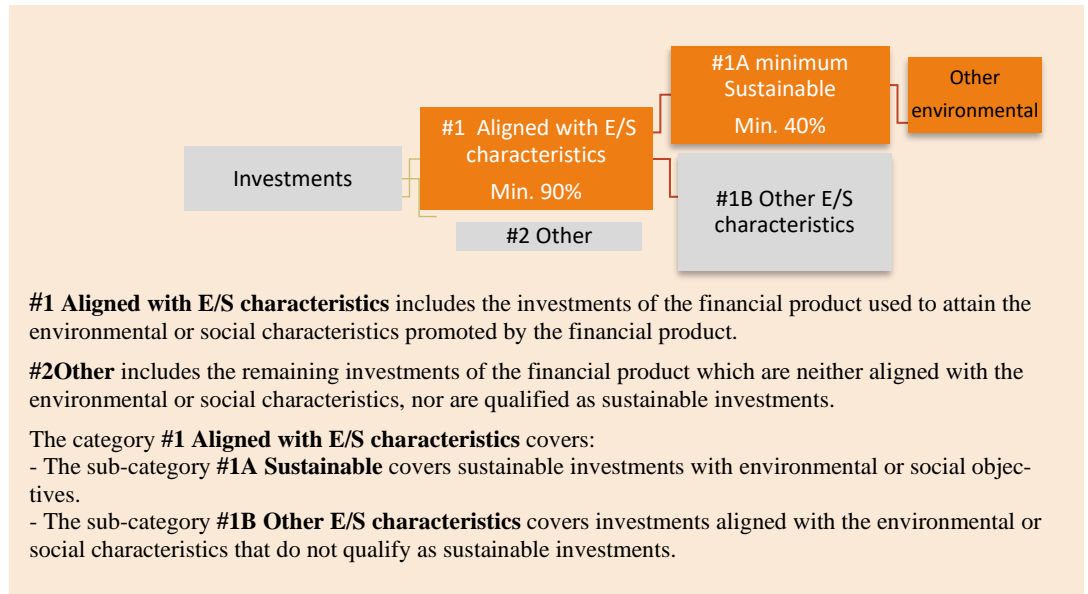 Investments
#1 Aligned with E/S
characteristics
Min. 90%
#2 Other
#1A minimum
Sustainable
Min. 40%
#1B Other E/S
characteristics
Other
environmental
#1 Aligned with E/S characteristics includes the investments of the financial product used to attain the
environmental or social characteristics promoted by the financial product.
#2Other includes the remaining investments of the financial product which are neither aligned with the
environmental or social characteristics, nor are qualified as sustainable investments.
The category #1 Aligned with E/S characteristics covers:
- The sub-category #1A Sustainable covers sustainable investments with environmental or social objec-
tives.
- The sub-category #1B Other E/S characteristics covers investments aligned with the environmental or
social characteristics that do not qualify as sustainable investments.